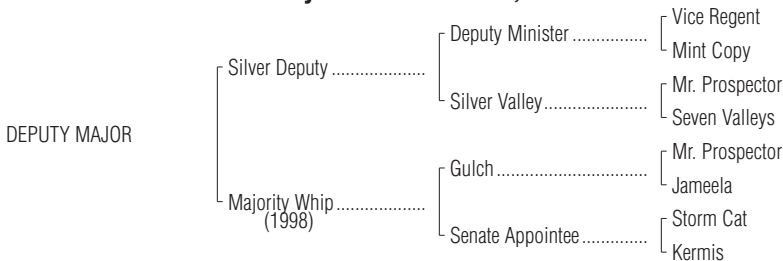 Vice Regent
Deputy Minister ................
Mint Copy
Silver Deputy ....................
Mr. Prospector
Silver Valley......................
Seven Valleys
DEPUTY MAJOR
Mr. Prospector
Gulch ................................
Jameela
Majority Whip ...................
(1998)
Storm Cat
Senate Appointee ..............
Kermis